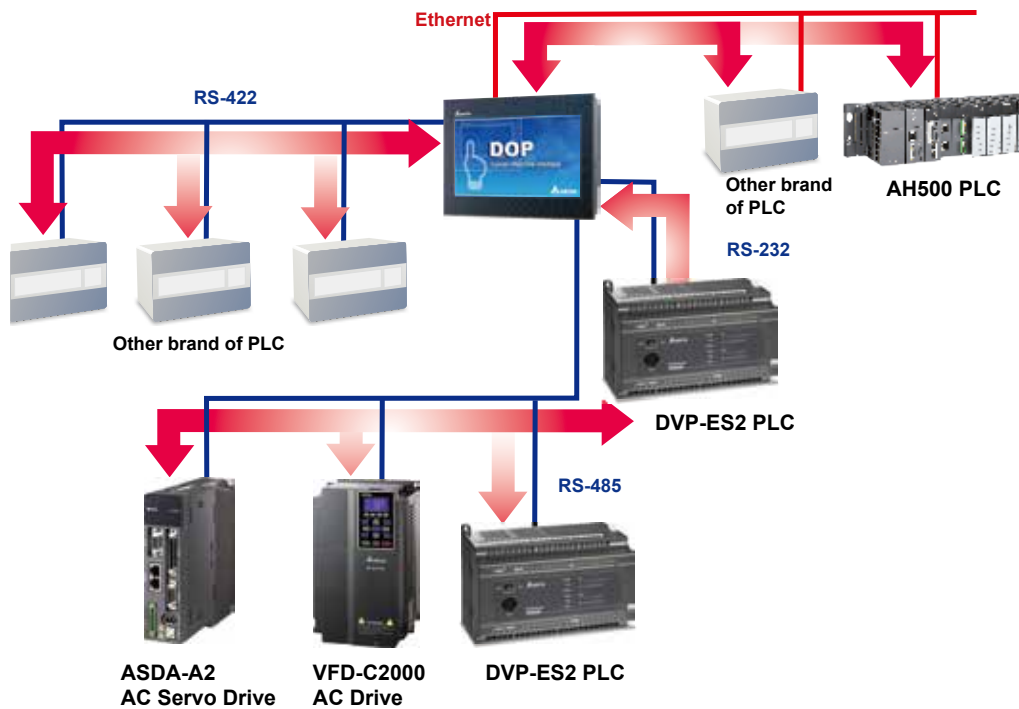 Ethernet
RS-422
DOP
Other brand
of PLC
AH500 PLC
RS-232
Other brand of PLC
DVP-ES2 PLC
RS-485
ASDA-A2
AC Servo Drive
VFD-C2000
AC Drive
DVP-ES2 PLC